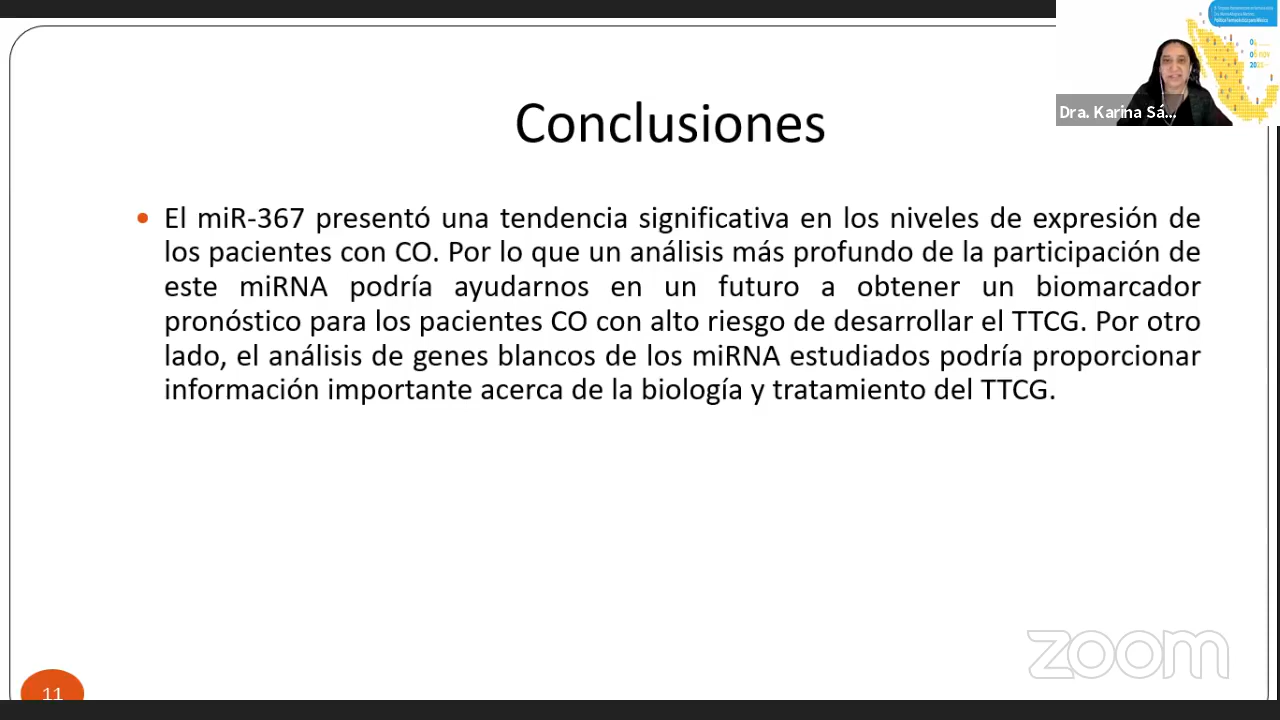 Conclusiones
• El miR-367 presentó una tendencia significativa en los niveles de expresión de
los pacientes con CO. Por lo que un análisis más profundo de la participación de
este miRNA podría ayudarnos en un futuro a obtener un biomarcador
pronóstico para los pacientes CO con alto riesgo de desarrollar el TTCG. Por otro
lado, el análisis de genes blancos de los miRNA estudiados podría proporcionar
información importante acerca de la biología y tratamiento del TTCG.
Dra. Karina Sá...
zoom
11